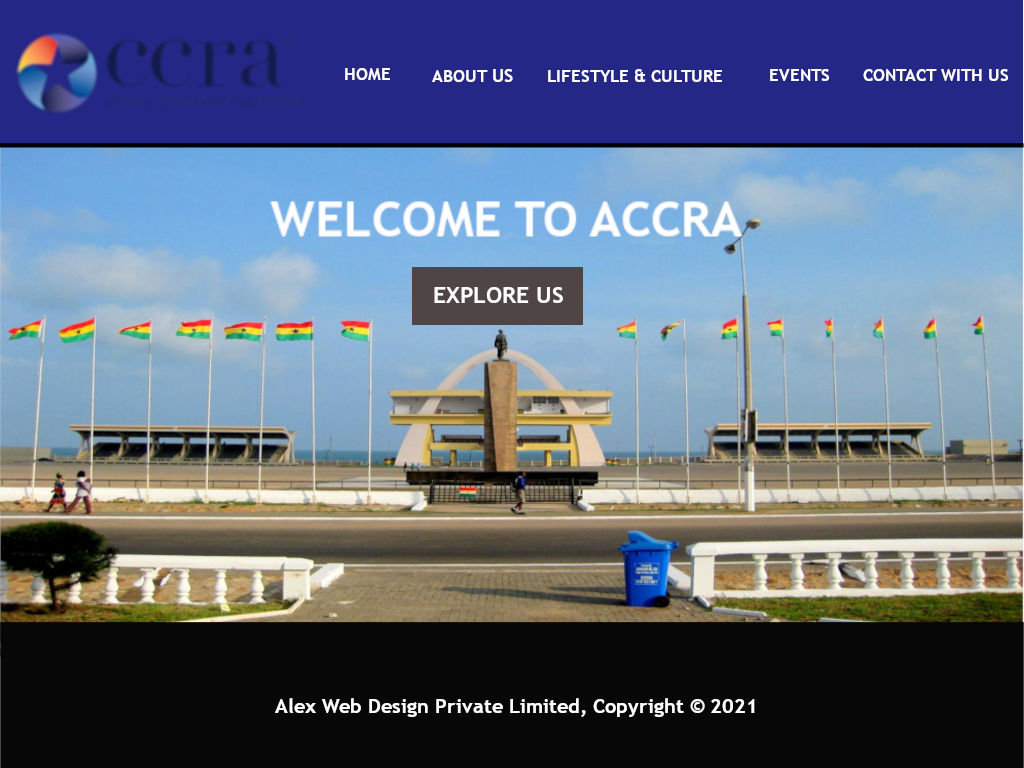 ccra
HOME
ABOUT US
LIFESTYLE & CULTURE
EVENTS
CONTACT WITH US
WELCOME TO ACCRA
EXPLORE US
Alex Web Design Private Limited, Copyright © 2021